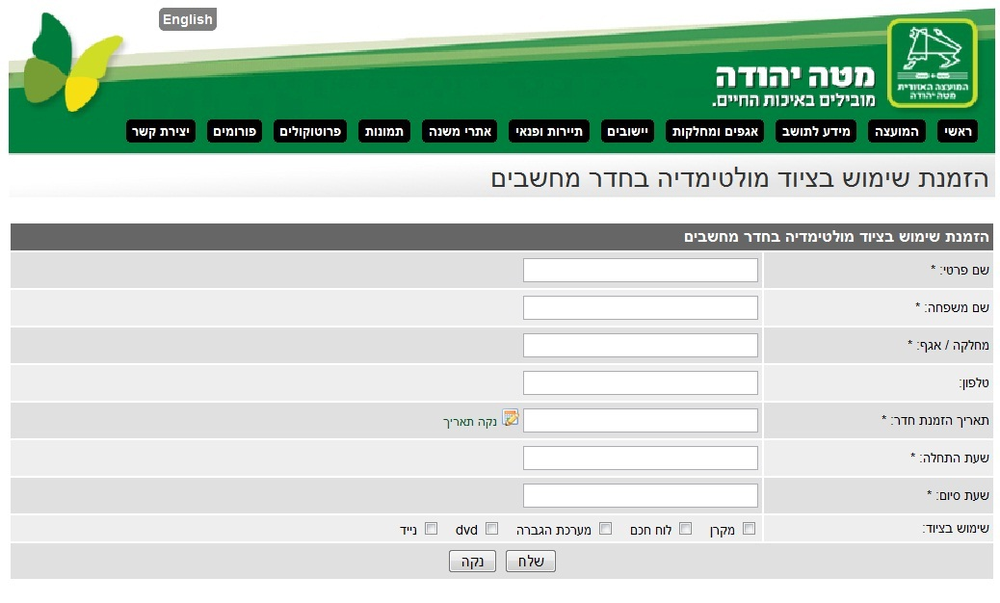 English
מטה יהודה
מובילים באיכות החיים.
המועצה האזורית
מטה יהודה
ראשי המועצה מידע לתושב אגפים ומחלקות יישובים תיירות ופנאי אתרי משנה תמונות פרוטוקולים פורומים יצירת קשר
הזמנת שימוש בציוד מולטימדיה בחדר מחשבים
הזמנת שימוש בציוד מולטימדיה בחדר מחשבים
שם פרטי: *
שם משפחה: *
מחלקה / אגף: *
טלפון:
תאריך הזמנת חדר: * נקה תאריך
שעת התחלה: *
שעת סיום: *
שימוש בציוד: מקרן לוח חכם מערכת הגברה dvd נייד
שלח נקה